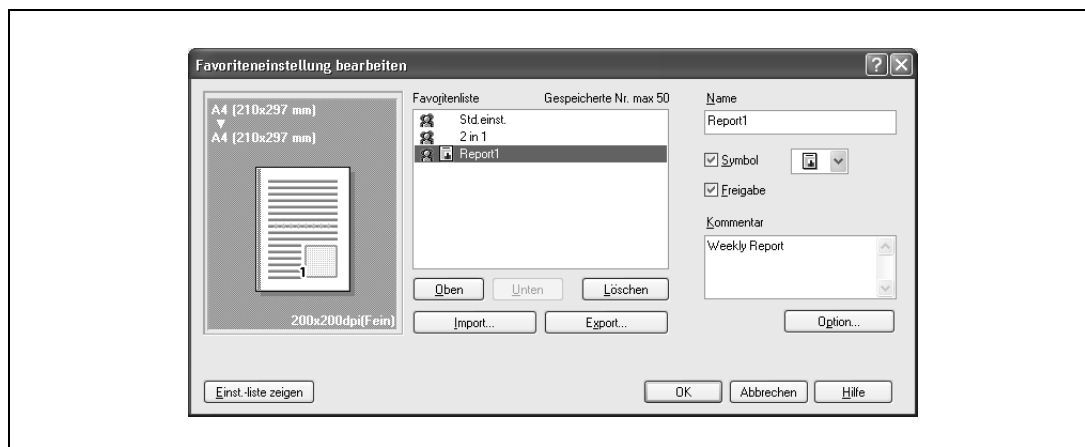 Favoriteneinstellung bearbeiten
A4 (210x297 mm)
A4 (210x297 mm)
1
200x200dpi(Fein)
Favoritenliste Gespeicherte Nr. max 50
Std.einst.
2 in 1
Report1
Oben Unten Löschen
Import... Export...
Name
Report1
Symbol
Freigabe
Kommentar
Weekly Report
Option...
Einst.-liste zeigen OK Abbrechen Hilfe